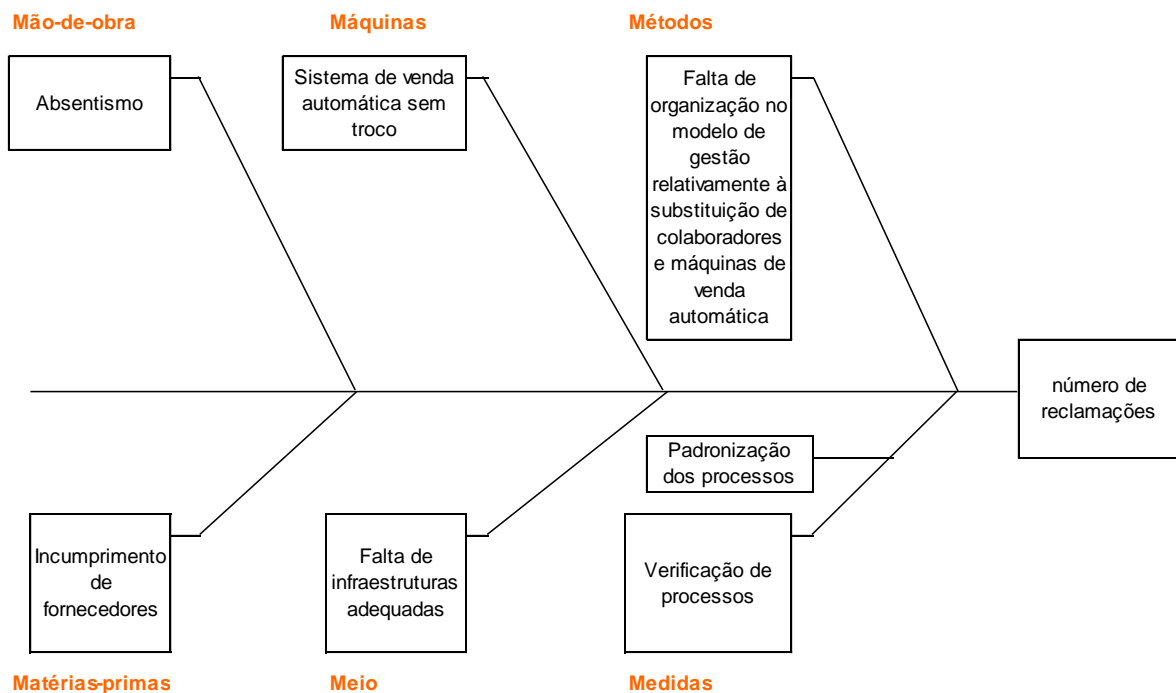 Mão-de-obra
Máquinas
Métodos
Absentismo
Sistema de venda
automática sem
troco
Falta de
organização no
modelo de
gestão
relativamente à
substituição de
colaboradores
e máquinas de
venda
automática
número de
reclamações
Padronização
dos processos
Incumprimento
de
fornecedores
Falta de
infraestruturas
adequadas
Verificação de
processos
Matérias-primas
Meio
Medidas